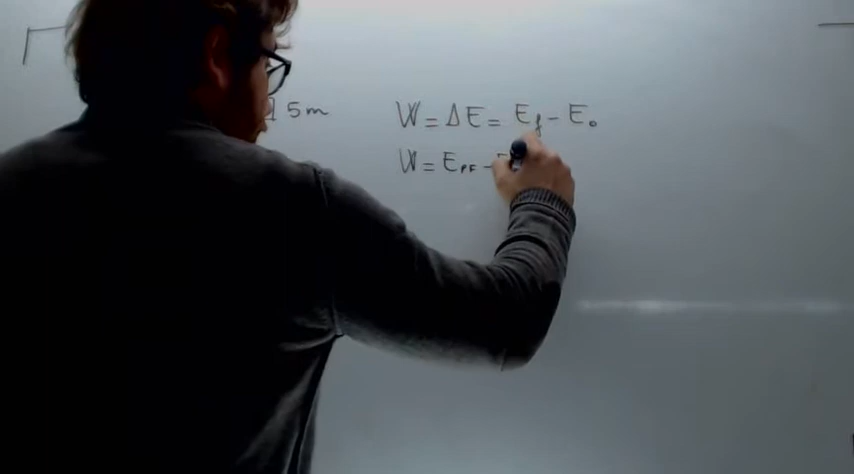 5m
W = ΔE = Ef - E0
W = EPF -